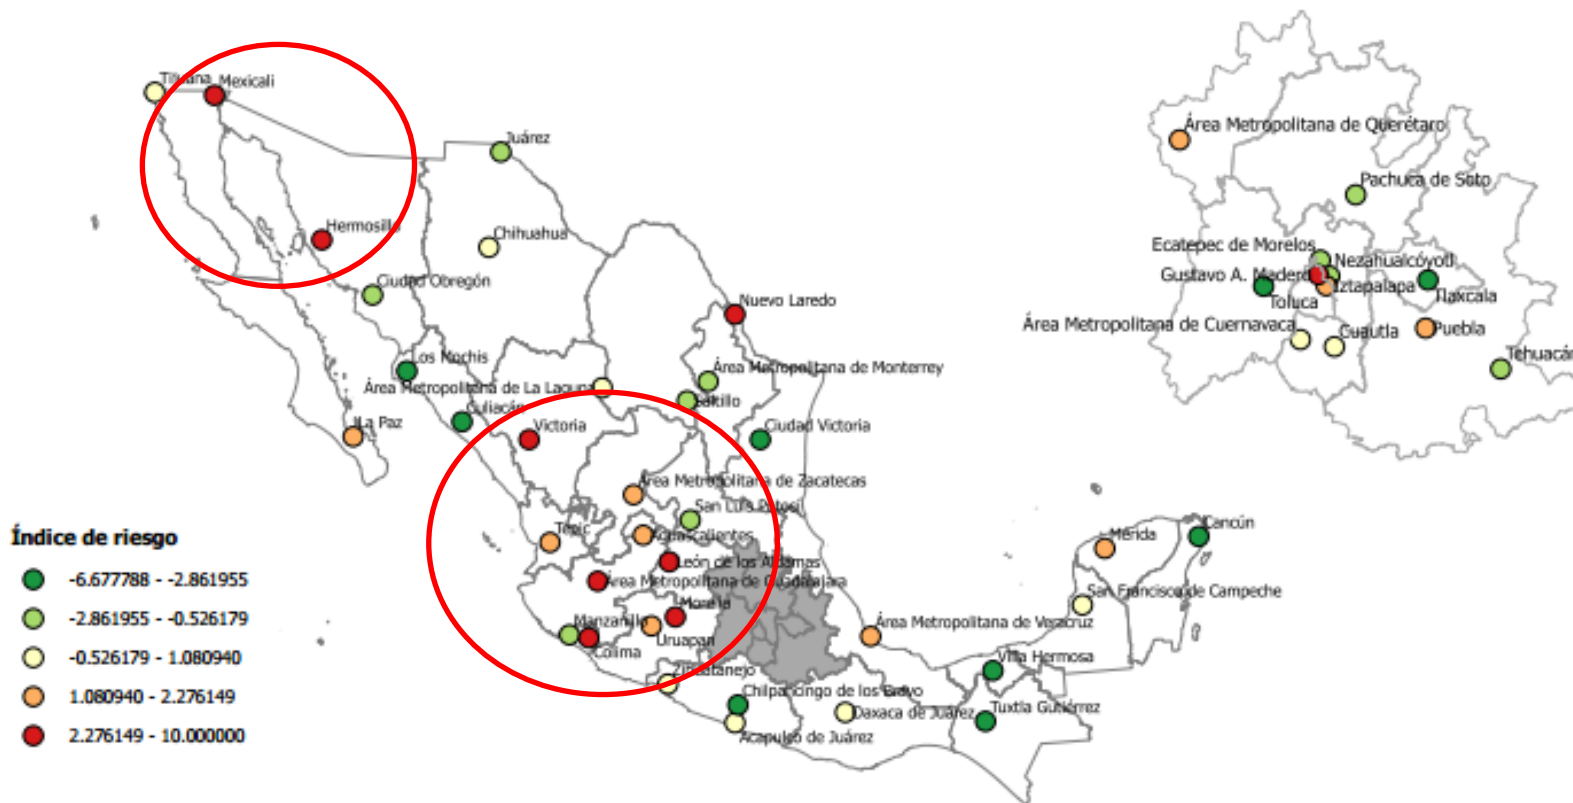 Tijuana
Mexicali
Juárez
Hermosillo
Chihuahua
Ciudad Obregón
Nuevo Laredo
Los Mochis
Área Metropolitana de Monterrey
Área Metropolitana de La Laguna
Saltillo
Culiacán
La Paz
Victoria
Ciudad Victoria
Área Metropolitana de Zacatecas
San Luis Potosí
Tepic
Aguascalientes
León de los Aldamas
Área Metropolitana de Guadalajara
Morelia
Manzanillo
Uruapan
Colima
Zihuatanejo
Chilpancingo de los Bravo
Acapulco de Juárez
Oaxaca de Juárez
Área Metropolitana de Veracruz
Villa Hermosa
Tuxtla Gutiérrez
San Francisco de Campeche
Mérida
Cancún
Área Metropolitana de Querétaro
Pachuca de Soto
Ecatepec de Morelos
Nezahualcóyotl
Gustavo A. Madero
Iztapalapa
Toluca
Tlaxcala
Área Metropolitana de Cuernavaca
Cuautla
Puebla
Tehuacán
Índice de riesgo
-6.677788 - -2.861955
-2.861955 - -0.526179
-0.526179 - 1.080940
1.080940 - 2.276149
2.276149 - 10.000000